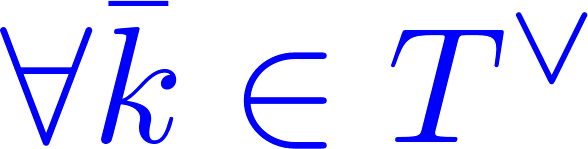 ∀k̄ ∈ T^∨